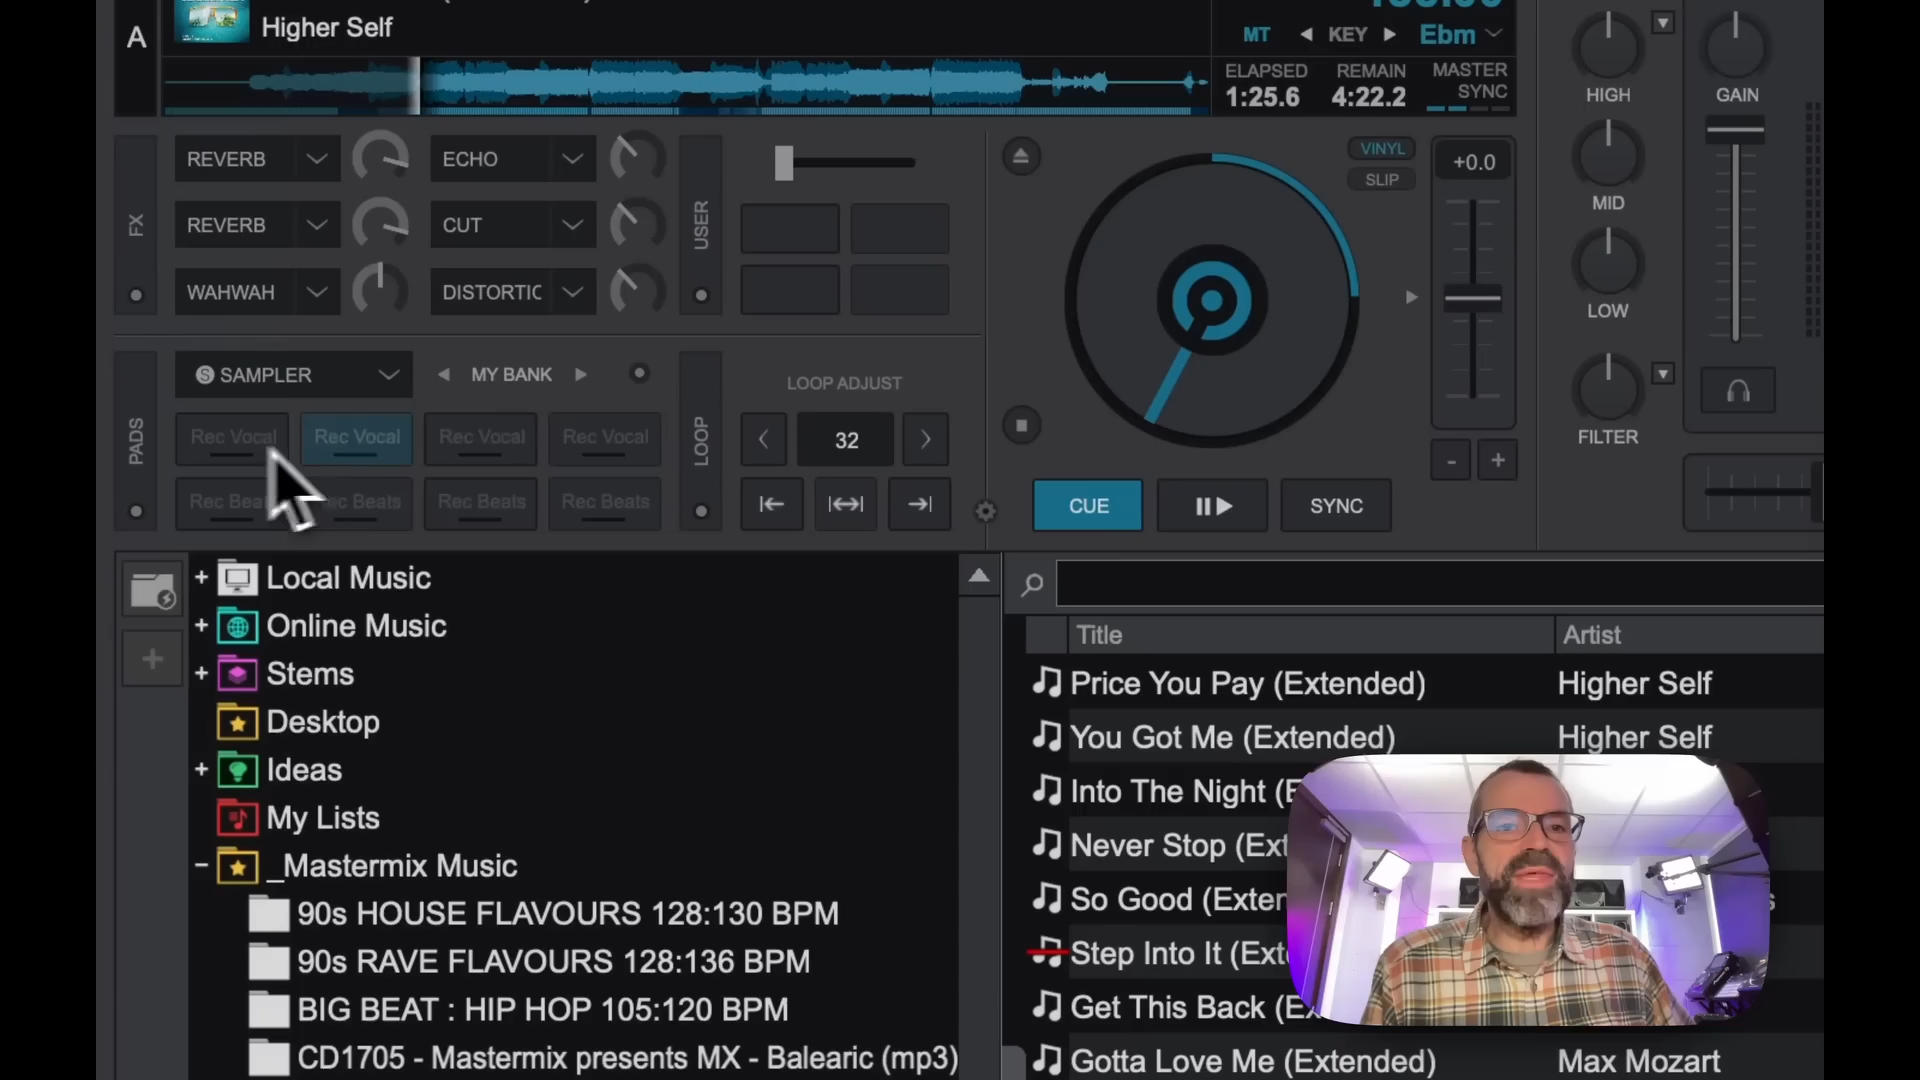 A
Higher Self
MT
KEY
Ebm
ELAPSED
1:25.6
REMAIN
4:22.2
MASTER
SYNC
FX
REVERB
ECHO
REVERB
CUT
WAHWAH
DISTORTIC
USER
VINYL
SLIP
+0.0
HIGH
MID
LOW
FILTER
GAIN
PADS
S SAMPLER
MY BANK
Rec Vocal
Rec Vocal
Rec Vocal
Rec Vocal
Rec Beats
Rec Beats
LOOP
LOOP ADJUST
32
CUE
SYNC
-
+
Local Music
Online Music
Stems
Desktop
Ideas
My Lists
_Mastermix Music
90s HOUSE FLAVOURS 128:130 BPM
90s RAVE FLAVOURS 128:136 BPM
BIG BEAT : HIP HOP 105:120 BPM
CD1705 - Mastermix presents MX - Balearic (mp3)
Title
Artist
Price You Pay (Extended)
Higher Self
You Got Me (Extended)
Higher Self
Into The Night
Never Stop
So Good
Step Into It
Get This Back
Gotta Love Me (Extended)
Max Mozart